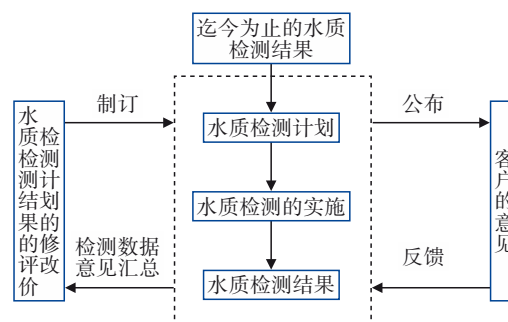 迄今为止的水质
检测结果
制订
公布
水质检测计划
水质检测结果的评价
检测计划的修改
客户的意见
水质检测的实施
检测数据
意见汇总
反馈
水质检测结果